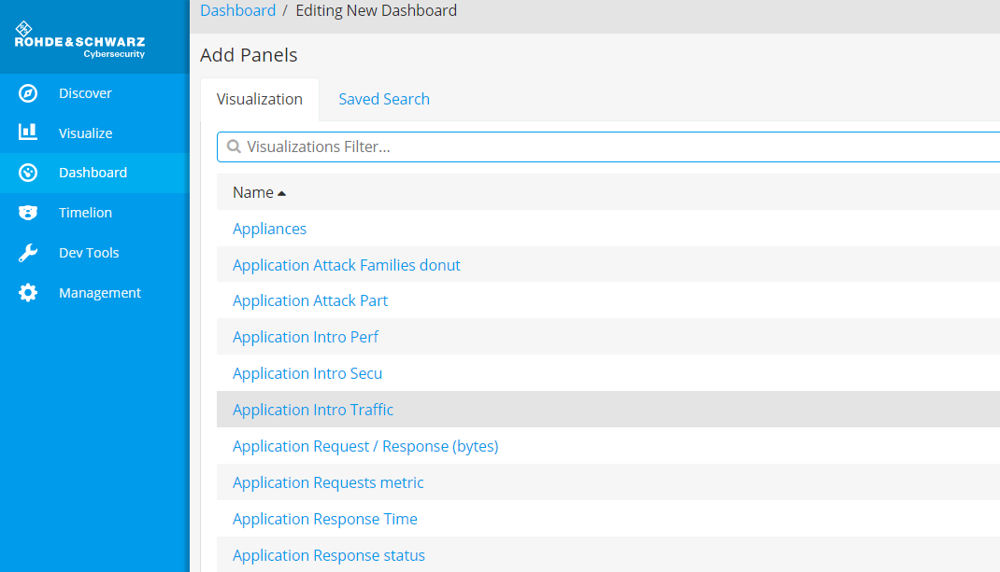 Dashboard / Editing New Dashboard
ROHDE&SCHWARZ
Cybersecurity
Add Panels
Visualization Saved Search
Discover
Visualize
Dashboard
Timelion
Dev Tools
Management
Visualizations Filter...
Name
Appliances
Application Attack Families donut
Application Attack Part
Application Intro Perf
Application Intro Secu
Application Intro Traffic
Application Request / Response (bytes)
Application Requests metric
Application Response Time
Application Response status